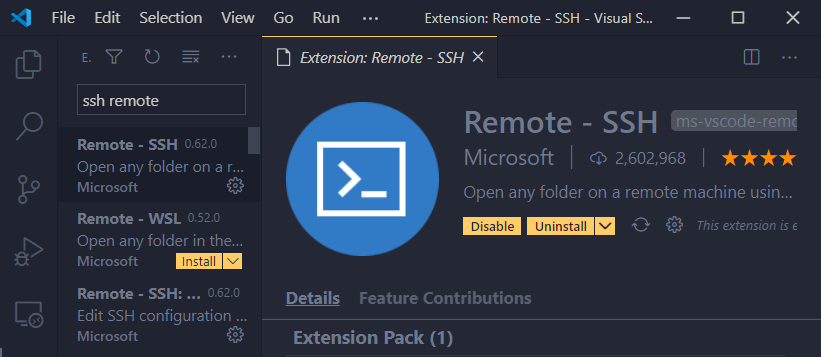 File Edit Selection View Go Run ··· Extension: Remote - SSH - Visual S...
E.
ssh remote
Remote - SSH 0.62.0
Open any folder on a r...
Microsoft
Remote - WSL 0.52.0
Open any folder in the...
Microsoft Install
Remote - SSH: ... 0.62.0
Edit SSH configuration ...
Microsoft
Extension: Remote - SSH
Remote - SSH ms-vscode-remo
Microsoft 2,602,968
Open any folder on a remote machine usin...
Disable Uninstall This extension is e
Details Feature Contributions
Extension Pack (1)